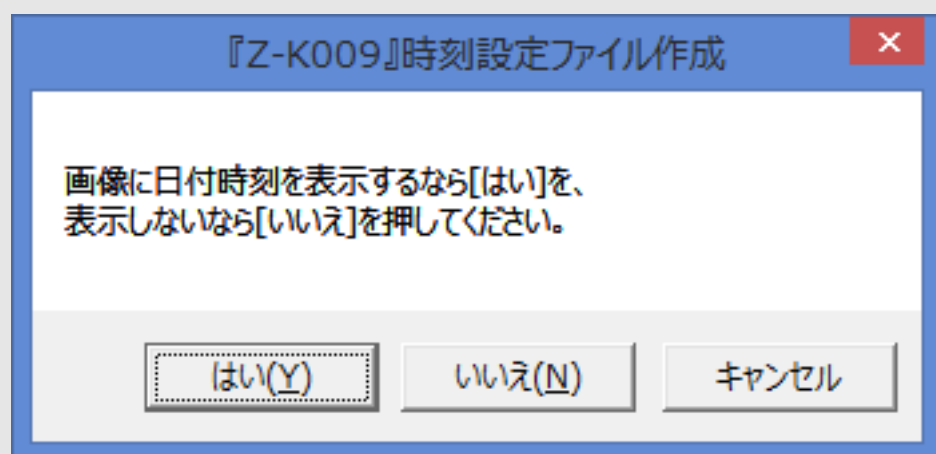 『Z-K009』時刻設定ファイル作成
画像に日付時刻を表示するなら[はい]を、
表示しないなら[いいえ]を押してください。
はい(Y)
いいえ(N)
キャンセル